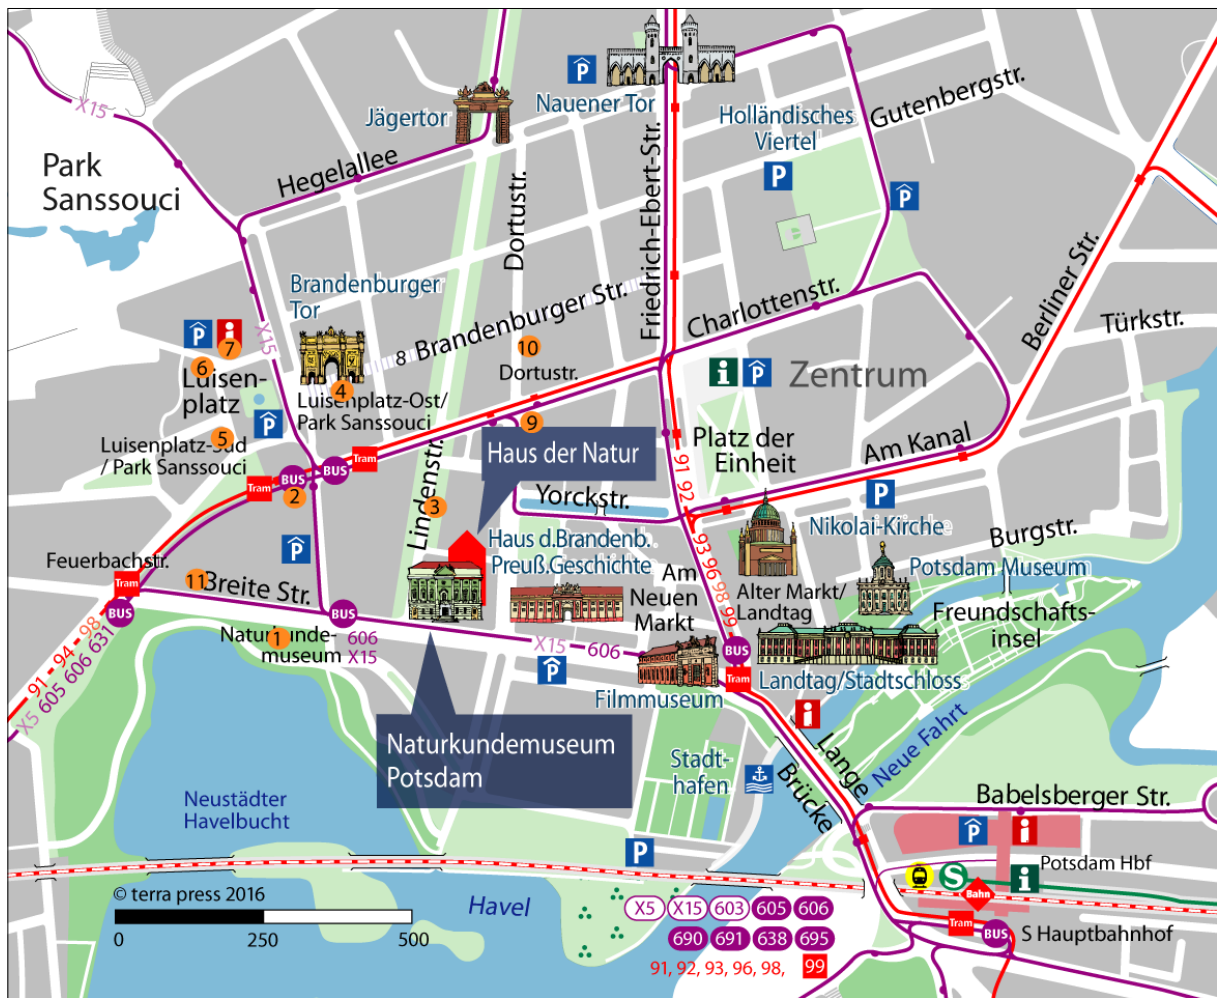 X15
Park
Sanssouci
Jägertor
Hegelallee
Nauener Tor
P
Holländisches
Viertel
P
Gutenbergstr.
P
Dortustr.
Friedrich-Ebert-Str.
Berliner Str.
Türkstr.
Brandenburger
Tor
X15
8 Brandenburger Str.
Charlottenstr.
P
i
7
6
Luisen-
platz
4
Luisenplatz-Ost/
Park Sanssouci
10
Dortustr.
i
P
Zentrum
P
5
Luisenplatz-Süd
/ Park Sanssouci
9
Haus der Natur
Platz der
Einheit
Am Kanal
Tram
BUS
BUS
Tram
2
Lindenstr.
3
Yorckstr.
91 92
P
Nikolai-Kirche
Burgstr.
Feuerbachstr.
Tram
BUS
P
11
Breite Str.
Haus d.Brandenb.
Preuß.Geschichte
Am
Neuen
Markt
93 96 98 99
Alter Markt/
Landtag
Potsdam Museum
Freundschafts-
insel
BUS
1
Naturkunde-
museum
606
X15
X15 606
P
91 94 98
X5 605 606 631
BUS
Tram
Filmmuseum
Landtag/Stadtschloss
i
Naturkundemuseum
Potsdam
Stadt-
hafen
Lange
Brücke
Neue Fahrt
Neustädter
Havelbucht
Babelsberger Str.
P
i
P
Potsdam Hbf
S
i
Bahn
© terra press 2016
0 250 500
Havel
X5 X15 603 605 606
690 691 638 695
91, 92, 93, 96, 98, 99
Tram
BUS
S Hauptbahnhof